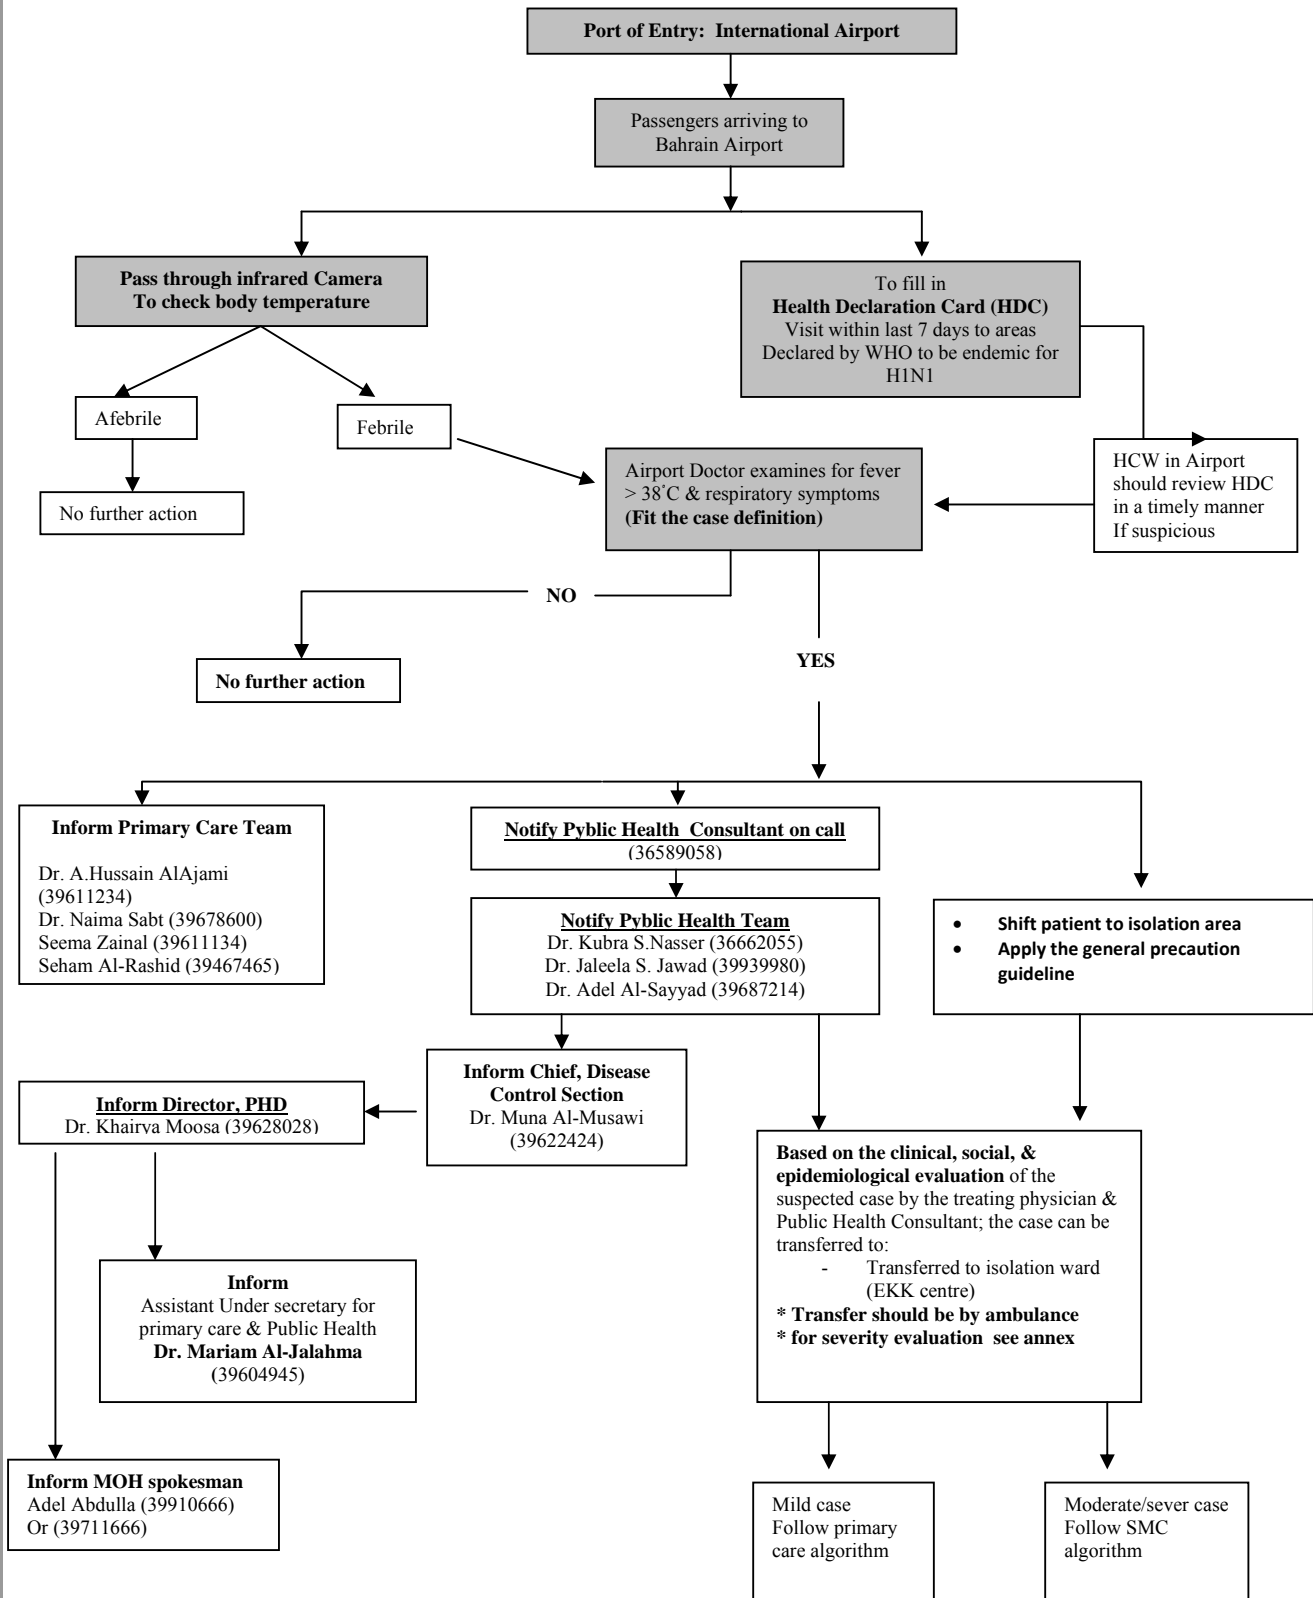 Port of Entry: International Airport
Passengers arriving to
Bahrain Airport
Pass through infrared Camera
To check body temperature
To fill in
Health Declaration Card (HDC)
Visit within last 7 days to areas
Declared by WHO to be endemic for
H1N1
Afebrile
Febrile
No further action
Airport Doctor examines for fever
> 38°C & respiratory symptoms
(Fit the case definition)
HCW in Airport
should review HDC
in a timely manner
If suspicious
NO
No further action
YES
Inform Primary Care Team
Dr. A.Hussain AlAjami
(39611234)
Dr. Naima Sabt (39678600)
Seema Zainal (39611134)
Seham Al-Rashid (39467465)
Notify Pyblic Health Consultant on call
(36589058)
Notify Pyblic Health Team
Dr. Kubra S.Nasser (36662055)
Dr. Jaleela S. Jawad (39939980)
Dr. Adel Al-Sayyad (39687214)
• Shift patient to isolation area
• Apply the general precaution
guideline
Inform Chief, Disease
Control Section
Dr. Muna Al-Musawi
(39622424)
Inform Director, PHD
Dr. Khairya Moosa (39628028)
Based on the clinical, social, &
epidemiological evaluation of the
suspected case by the treating physician &
Public Health Consultant; the case can be
transferred to:
- Transferred to isolation ward
(EKK centre)
* Transfer should be by ambulance
* for severity evaluation see annex
Inform
Assistant Under secretary for
primary care & Public Health
Dr. Mariam Al-Jalahma
(39604945)
Inform MOH spokesman
Adel Abdulla (39910666)
Or (39711666)
Mild case
Follow primary
care algorithm
Moderate/sever case
Follow SMC
algorithm